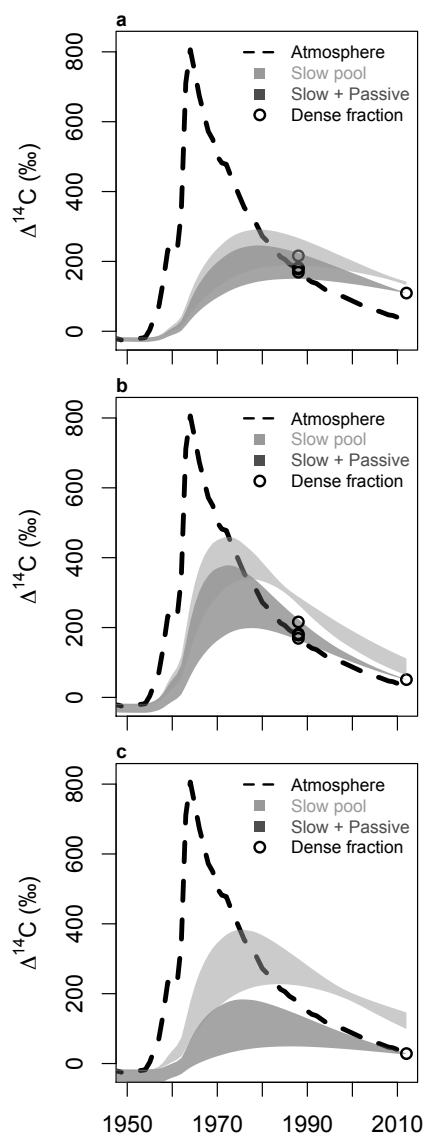 a
800
600
400
200
0
Δ¹⁴C (‰)
Atmosphere
Slow pool
Slow + Passive
Dense fraction
b
800
600
400
200
0
Δ¹⁴C (‰)
Atmosphere
Slow pool
Slow + Passive
Dense fraction
c
800
600
400
200
0
Δ¹⁴C (‰)
Atmosphere
Slow pool
Slow + Passive
Dense fraction
1950 1970 1990 2010